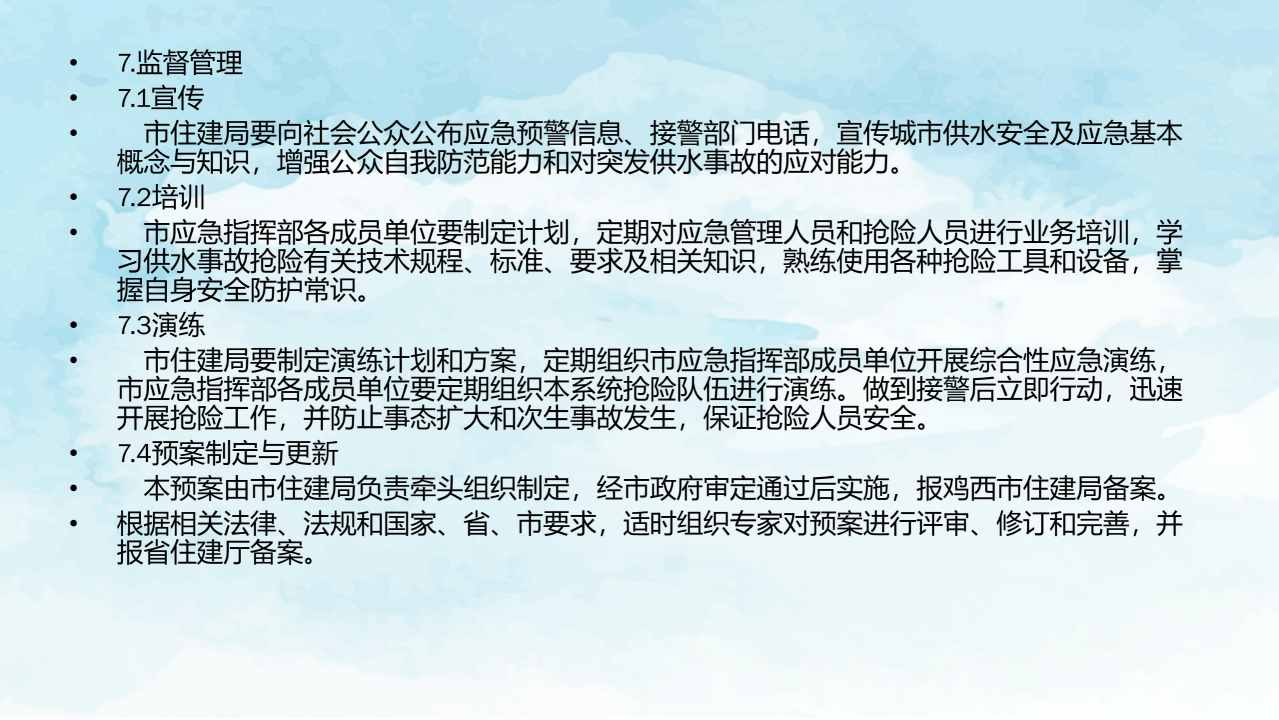 • 7.监督管理
• 7.1宣传
• 市住建局要向社会公众公布应急预警信息、接警部门电话，宣传城市供水安全及应急基本
概念与知识，增强公众自我防范能力和对突发供水事故的应对能力。
• 7.2培训
• 市应急指挥部各成员单位要制定计划，定期对应急管理人员和抢险人员进行业务培训，学
习供水事故抢险有关技术规程、标准、要求及相关知识，熟练使用各种抢险工具和设备，掌
握自身安全防护常识。
• 7.3演练
• 市住建局要制定演练计划和方案，定期组织市应急指挥部成员单位开展综合性应急演练，
市应急指挥部各成员单位要定期组织本系统抢险队伍进行演练。做到接警后立即行动，迅速
开展抢险工作，并防止事态扩大和次生事故发生，保证抢险人员安全。
• 7.4预案制定与更新
• 本预案由市住建局负责牵头组织制定，经市政府审定通过后实施，报鸡西市住建局备案。
• 根据相关法律、法规和国家、省、市要求，适时组织专家对预案进行评审、修订和完善，并
报省住建厅备案。